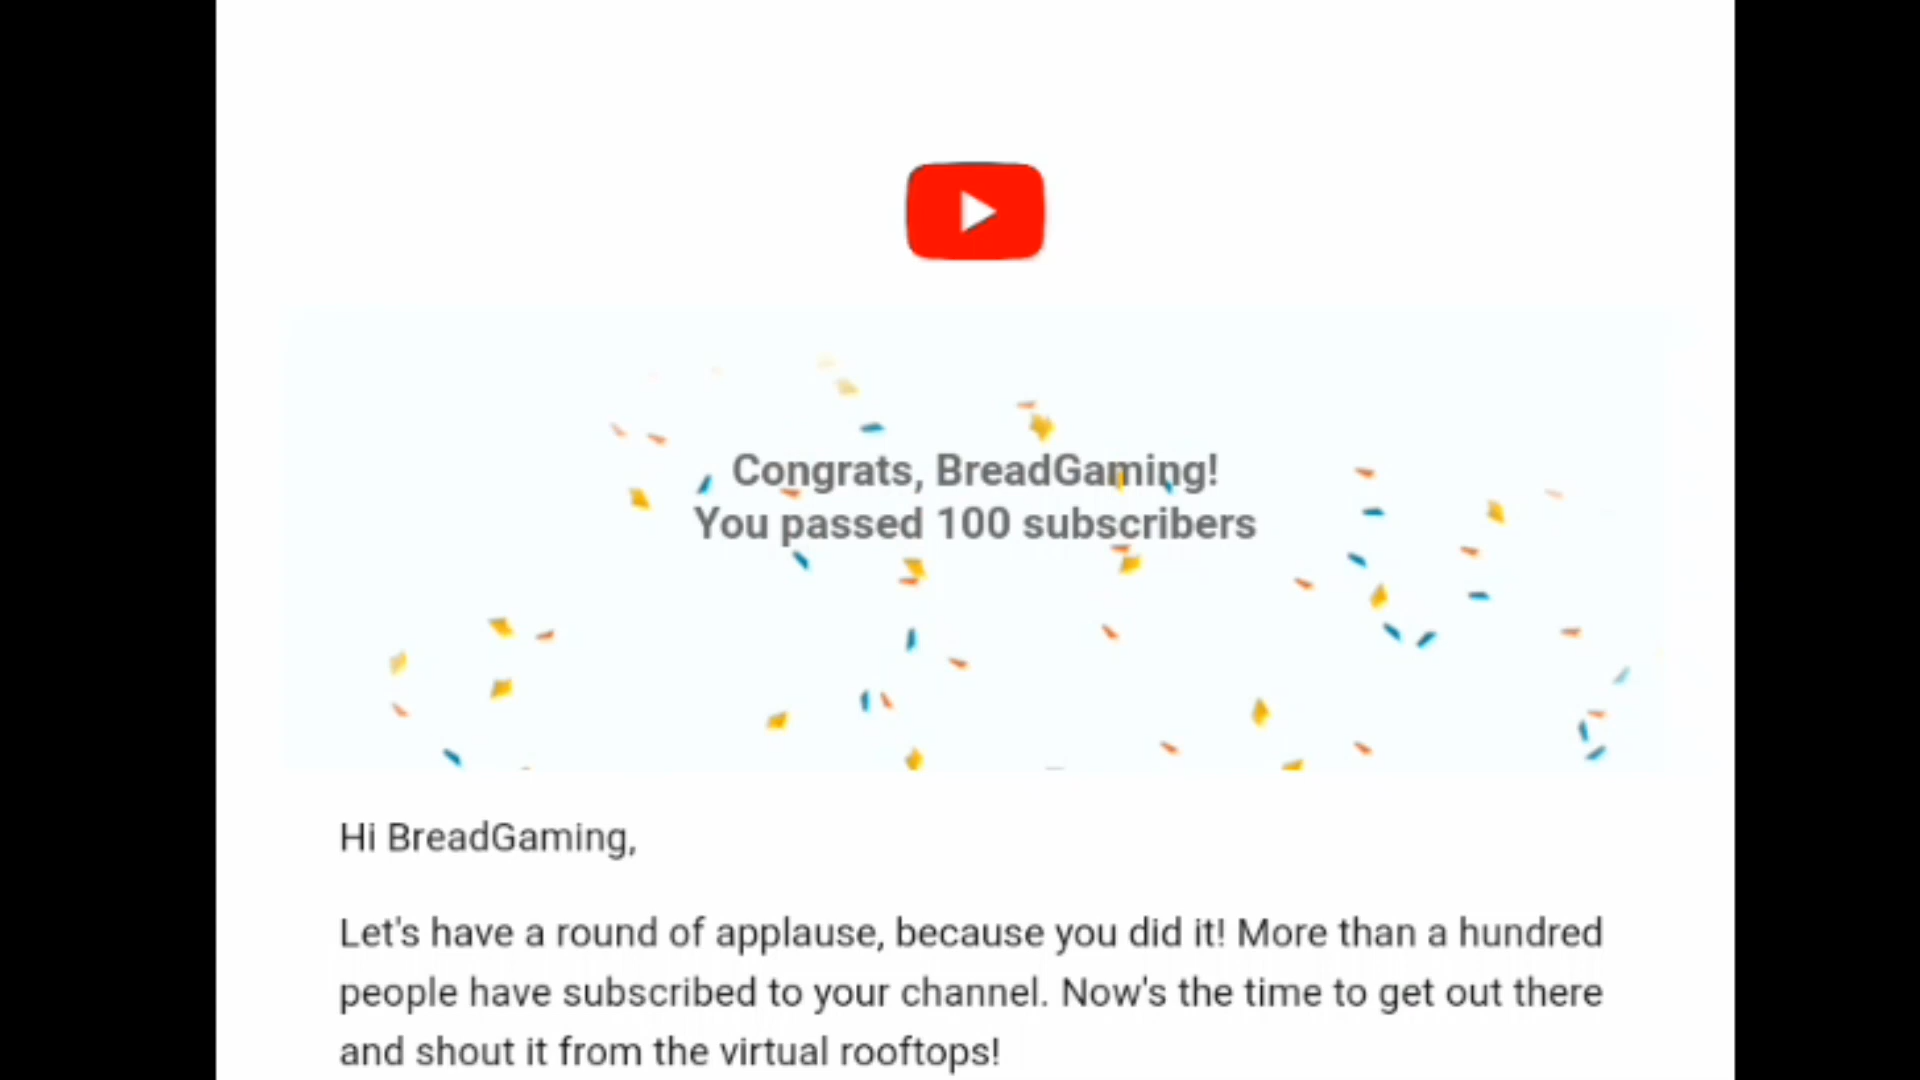 Congrats, BreadGaming!
You passed 100 subscribers
Hi BreadGaming,
Let's have a round of applause, because you did it! More than a hundred
people have subscribed to your channel. Now's the time to get out there
and shout it from the virtual rooftops!